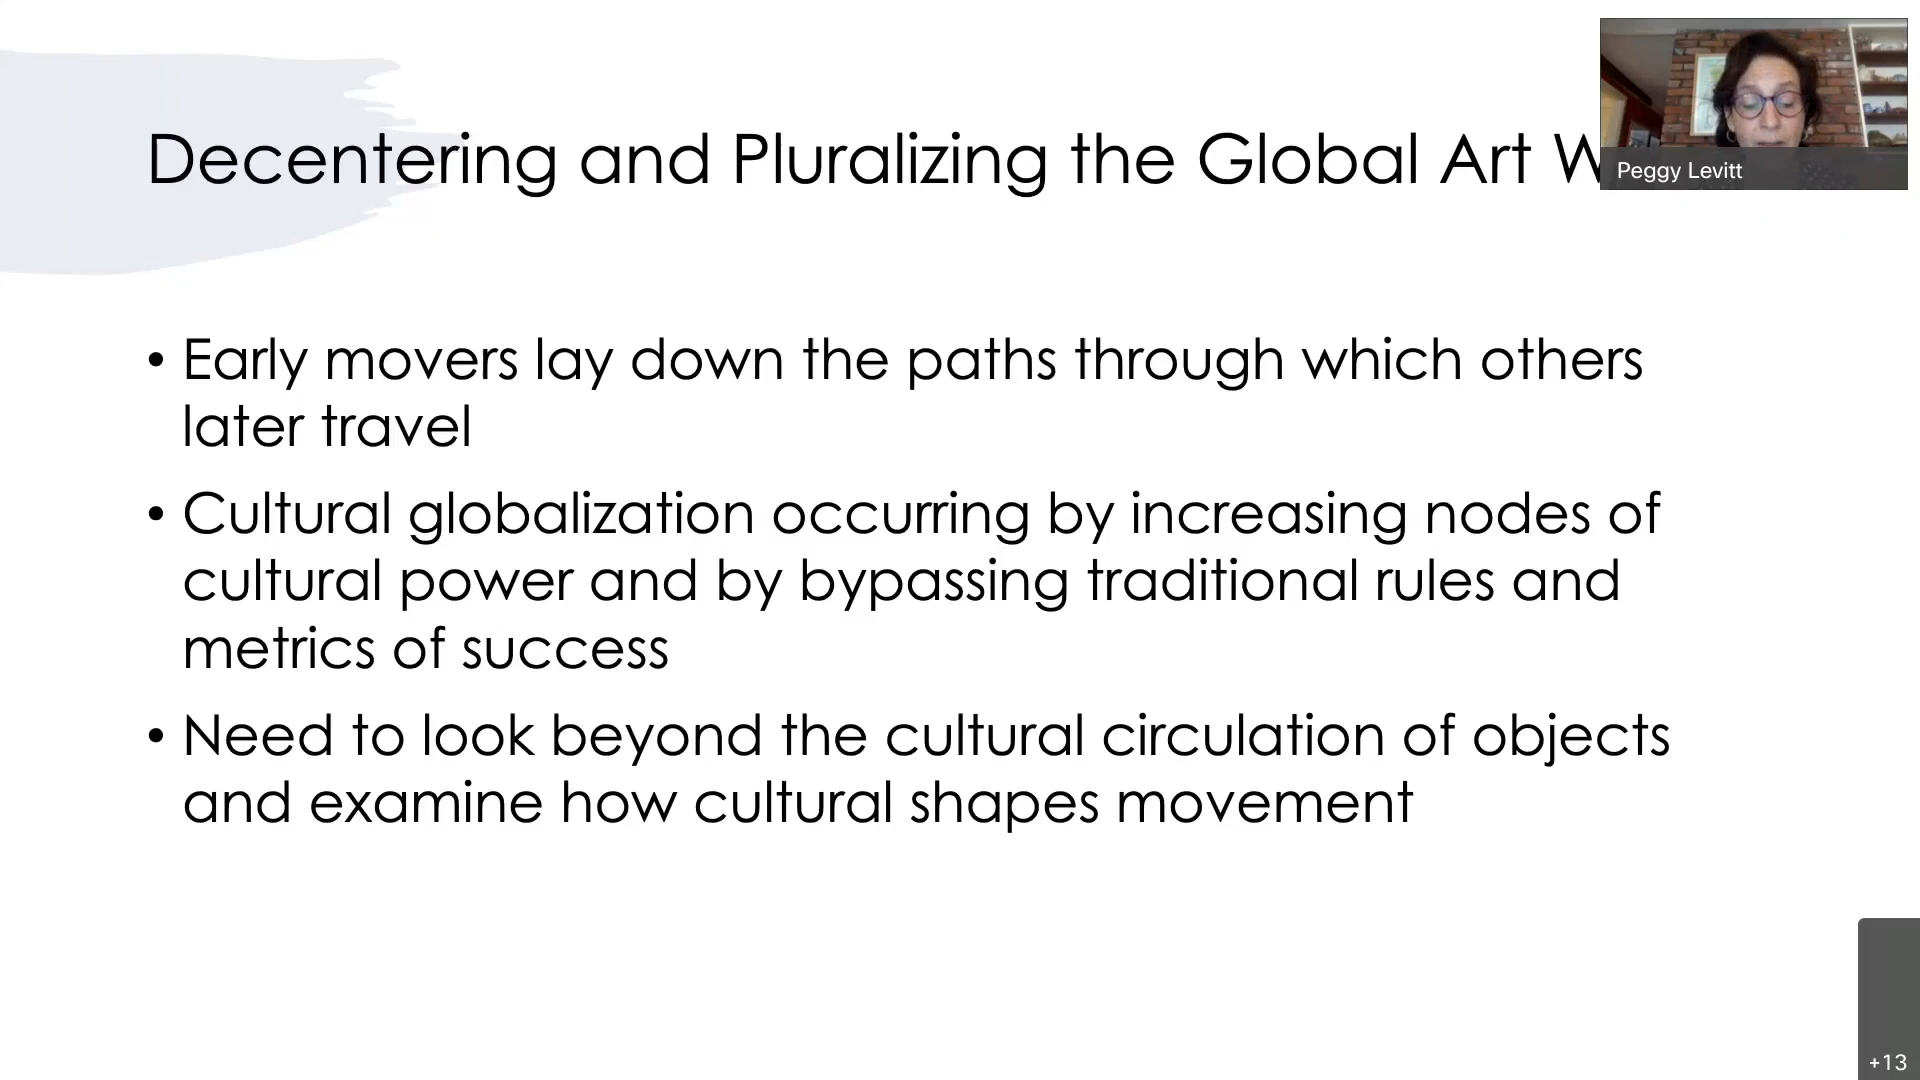 Decentering and Pluralizing the Global Art
Peggy Levitt
• Early movers lay down the paths through which others
later travel
• Cultural globalization occurring by increasing nodes of
cultural power and by bypassing traditional rules and
metrics of success
• Need to look beyond the cultural circulation of objects
and examine how cultural shapes movement
+13